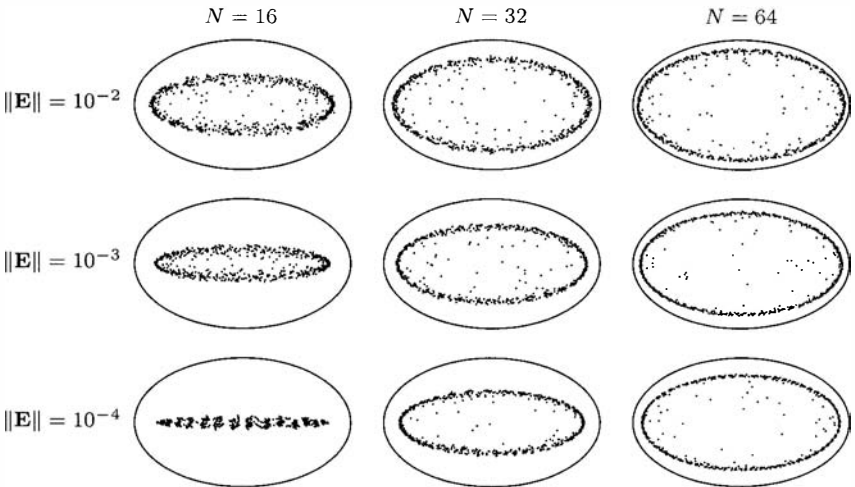 N = 16 N = 32 N = 64
‖E‖ = 10⁻²
‖E‖ = 10⁻³
‖E‖ = 10⁻⁴